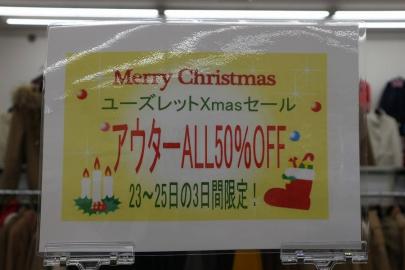 Merry Christmas
ユーズレットXmasセール
アウターALL50%OFF
23〜25日の3日間限定!